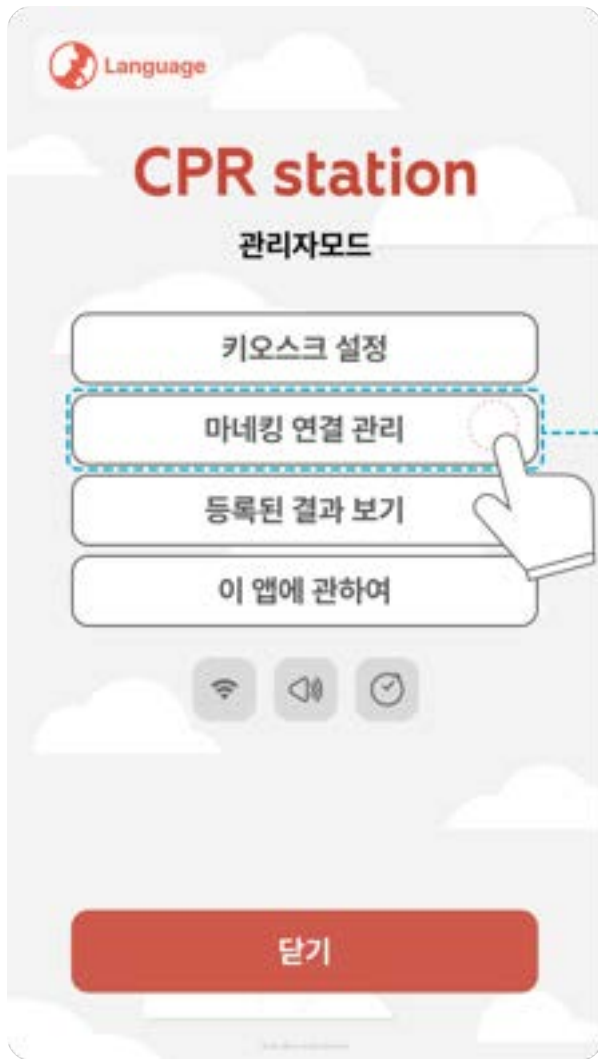 Language
CPR station
관리자모드
키오스크 설정
마네킹 연결 관리
등록된 결과 보기
이 앱에 관하여
닫기